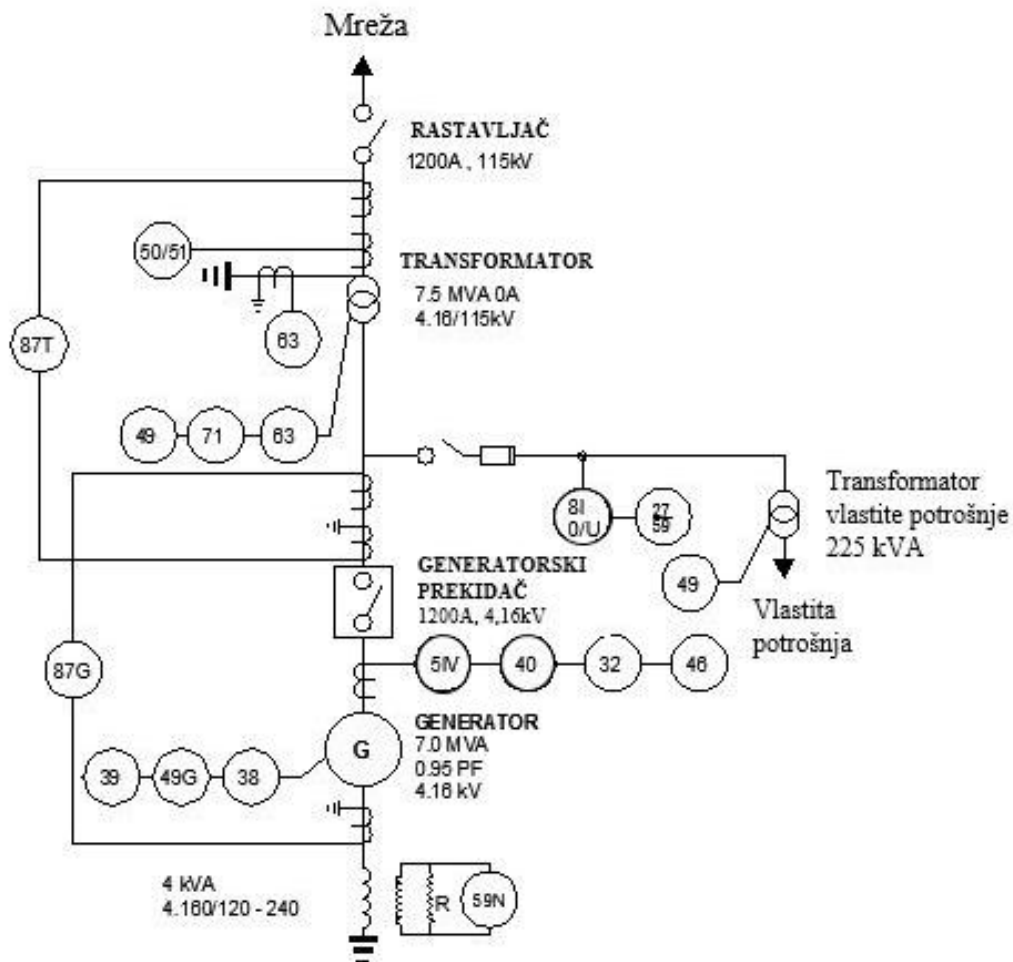 Mreža
RASTAVLJAČ
1200A , 115kV
50/51
TRANSFORMATOR
7.5 MVA 0A
4.16/115kV
63
87T
49
71
63
8I
0/U
27
59
Transformator
vlastite potrošnje
225 kVA
49
Vlastita
potrošnja
GENERATORSKI
PREKIDAČ
1200A, 4,16kV
87G
5IV
40
32
46
GENERATOR
7.0 MVA
0.95 PF
4.16 kV
G
39
49G
38
4 kVA
4.160/120 - 240
R
59N